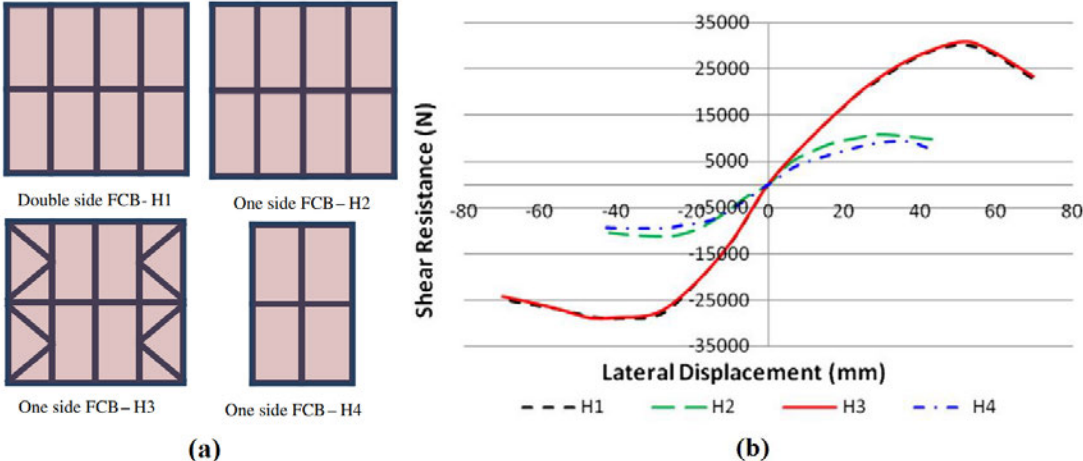 Double side FCB- H1
One side FCB – H2
One side FCB – H3
One side FCB – H4
(a)
Shear Resistance (N)
35000
25000
15000
5000
-80 -60 -40 -20 0 20 40 60 80
-5000
-15000
-25000
-35000
Lateral Displacement (mm)
H1 H2 H3 H4
(b)